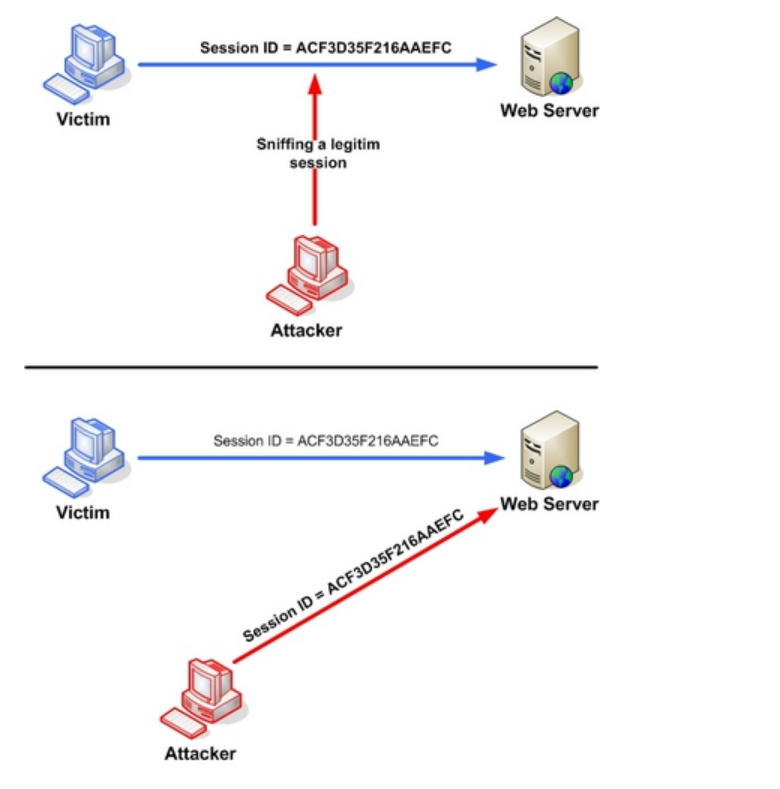 Session ID = ACF3D35F216AAEFC
Victim
Web Server
Sniffing a legitim
session
Attacker
Session ID = ACF3D35F216AAEFC
Victim
Web Server
Session ID = ACF3D35F216AAEFC
Attacker